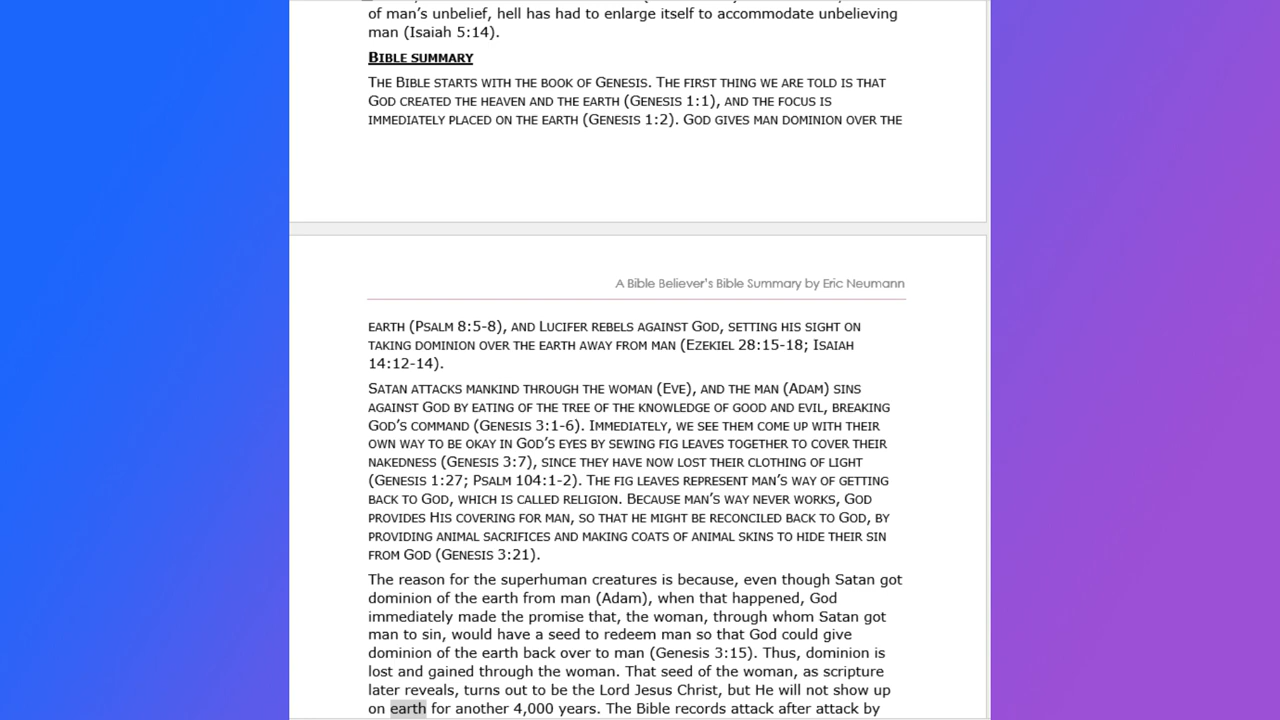 of man's unbelief, hell has had to enlarge itself to accommodate unbelieving
man (Isaiah 5:14).
BIBLE SUMMARY
THE BIBLE STARTS WITH THE BOOK OF GENESIS. THE FIRST THING WE ARE TOLD IS THAT
GOD CREATED THE HEAVEN AND THE EARTH (GENESIS 1:1), AND THE FOCUS IS
IMMEDIATELY PLACED ON THE EARTH (GENESIS 1:2). GOD GIVES MAN DOMINION OVER THE
A Bible Believer's Bible Summary by Eric Neumann
EARTH (PSALM 8:5-8), AND LUCIFER REBELS AGAINST GOD, SETTING HIS SIGHT ON
TAKING DOMINION OVER THE EARTH AWAY FROM MAN (EZEKIEL 28:15-18; ISAIAH
14:12-14).
SATAN ATTACKS MANKIND THROUGH THE WOMAN (EVE), AND THE MAN (ADAM) SINS
AGAINST GOD BY EATING OF THE TREE OF THE KNOWLEDGE OF GOOD AND EVIL, BREAKING
GOD'S COMMAND (GENESIS 3:1-6). IMMEDIATELY, WE SEE THEM COME UP WITH THEIR
OWN WAY TO BE OKAY IN GOD'S EYES BY SEWING FIG LEAVES TOGETHER TO COVER THEIR
NAKEDNESS (GENESIS 3:7), SINCE THEY HAVE NOW LOST THEIR CLOTHING OF LIGHT
(GENESIS 1:27; PSALM 104:1-2). THE FIG LEAVES REPRESENT MAN'S WAY OF GETTING
BACK TO GOD, WHICH IS CALLED RELIGION. BECAUSE MAN'S WAY NEVER WORKS, GOD
PROVIDES HIS COVERING FOR MAN, SO THAT HE MIGHT BE RECONCILED BACK TO GOD, BY
PROVIDING ANIMAL SACRIFICES AND MAKING COATS OF ANIMAL SKINS TO HIDE THEIR SIN
FROM GOD (GENESIS 3:21).
The reason for the superhuman creatures is because, even though Satan got
dominion of the earth from man (Adam), when that happened, God
immediately made the promise that, the woman, through whom Satan got
man to sin, would have a seed to redeem man so that God could give
dominion of the earth back over to man (Genesis 3:15). Thus, dominion is
lost and gained through the woman. That seed of the woman, as scripture
later reveals, turns out to be the Lord Jesus Christ, but He will not show up
on earth for another 4,000 years. The Bible records attack after attack by